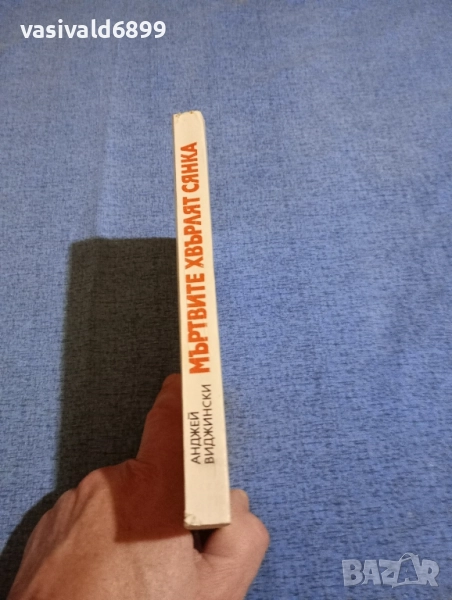 vasivald6899
АНДЖЕЙ
ВИДЖИНСКИ
МЪРТВИТЕ ХВЪРЛЯТ СЯНКА
BAZAR